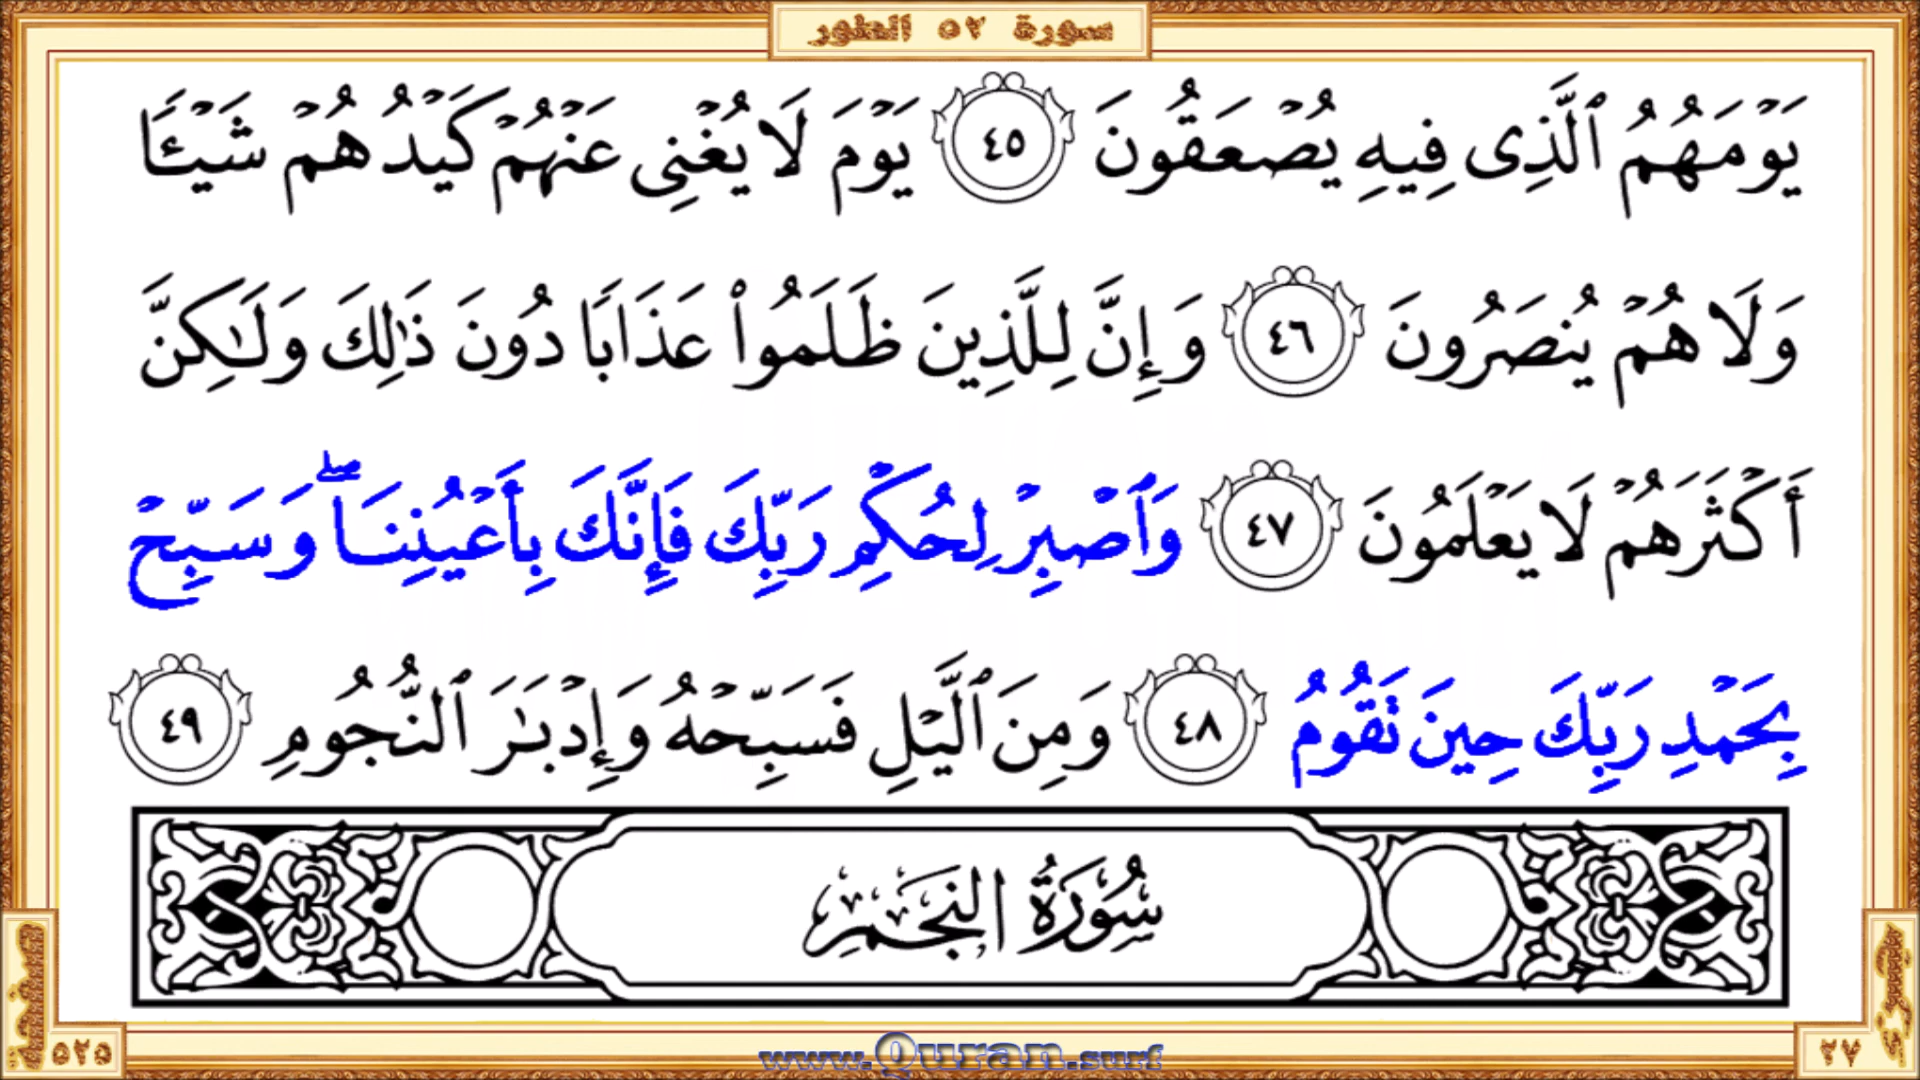 سورة ٥٢ الطور
يَوْمَهُمُ ٱلَّذِى فِيهِ يُصْعَقُونَ ٤٥ يَوْمَ لَا يُغْنِى عَنْهُمْ كَيْدُهُمْ شَيْـًٔا
وَلَا هُمْ يُنصَرُونَ ٤٦ وَإِنَّ لِلَّذِينَ ظَلَمُوا۟ عَذَابًا دُونَ ذَٰلِكَ وَلَـٰكِنَّ
أَكْثَرَهُمْ لَا يَعْلَمُونَ ٤٧ وَٱصْبِرْ لِحُكْمِ رَبِّكَ فَإِنَّكَ بِأَعْيُنِنَا ۖ وَسَبِّحْ
بِحَمْدِ رَبِّكَ حِينَ تَقُومُ ٤٨ وَمِنَ ٱلَّيْلِ فَسَبِّحْهُ وَإِدْبَـٰرَ ٱلنُّجُومِ ٤٩
سُورَةُ النَّجْمِ
صفحة ٥٢٥
www.Quran.surf
٢٧